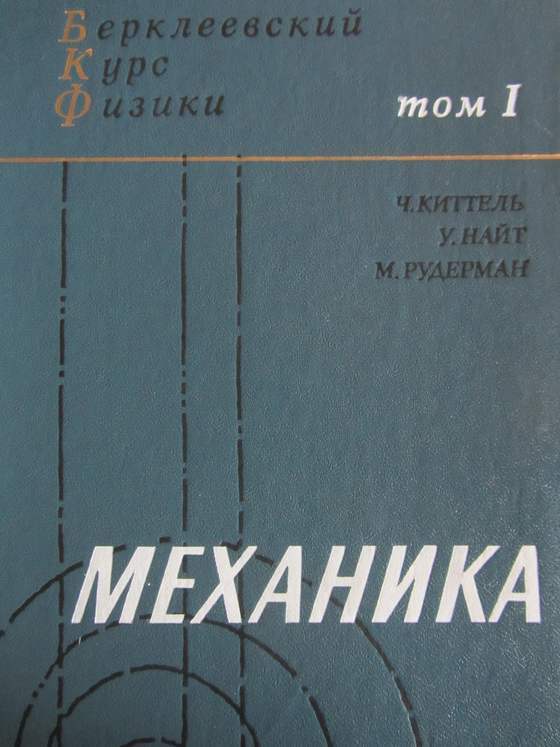 Берклеевский
Курс
Физики
том I
Ч. КИТТЕЛЬ
У. НАЙТ
М. РУДЕРМАН
МЕХАНИКА